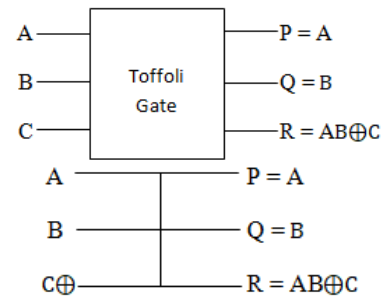 A P = A
Toffoli
B Q = B
Gate
C R = AB⊕C
A P = A
B Q = B
C⊕ R = AB⊕C